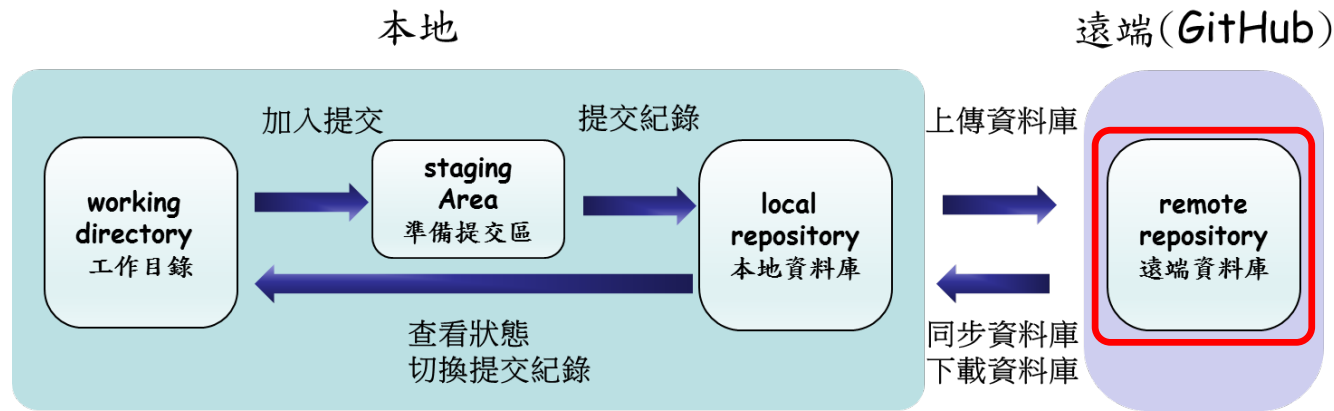 本地
遠端(GitHub)
加入提交
提交紀錄
上傳資料庫
working
directory
工作目錄
staging
Area
準備提交區
local
repository
本地資料庫
remote
repository
遠端資料庫
查看狀態
切換提交紀錄
同步資料庫
下載資料庫